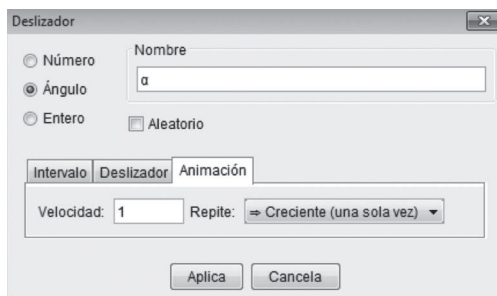 Deslizador
Número
Ángulo
Entero
Nombre
α
Aleatorio
Intervalo Deslizador Animación
Velocidad: 1 Repite: ⇒ Creciente (una sola vez)
Aplica Cancela